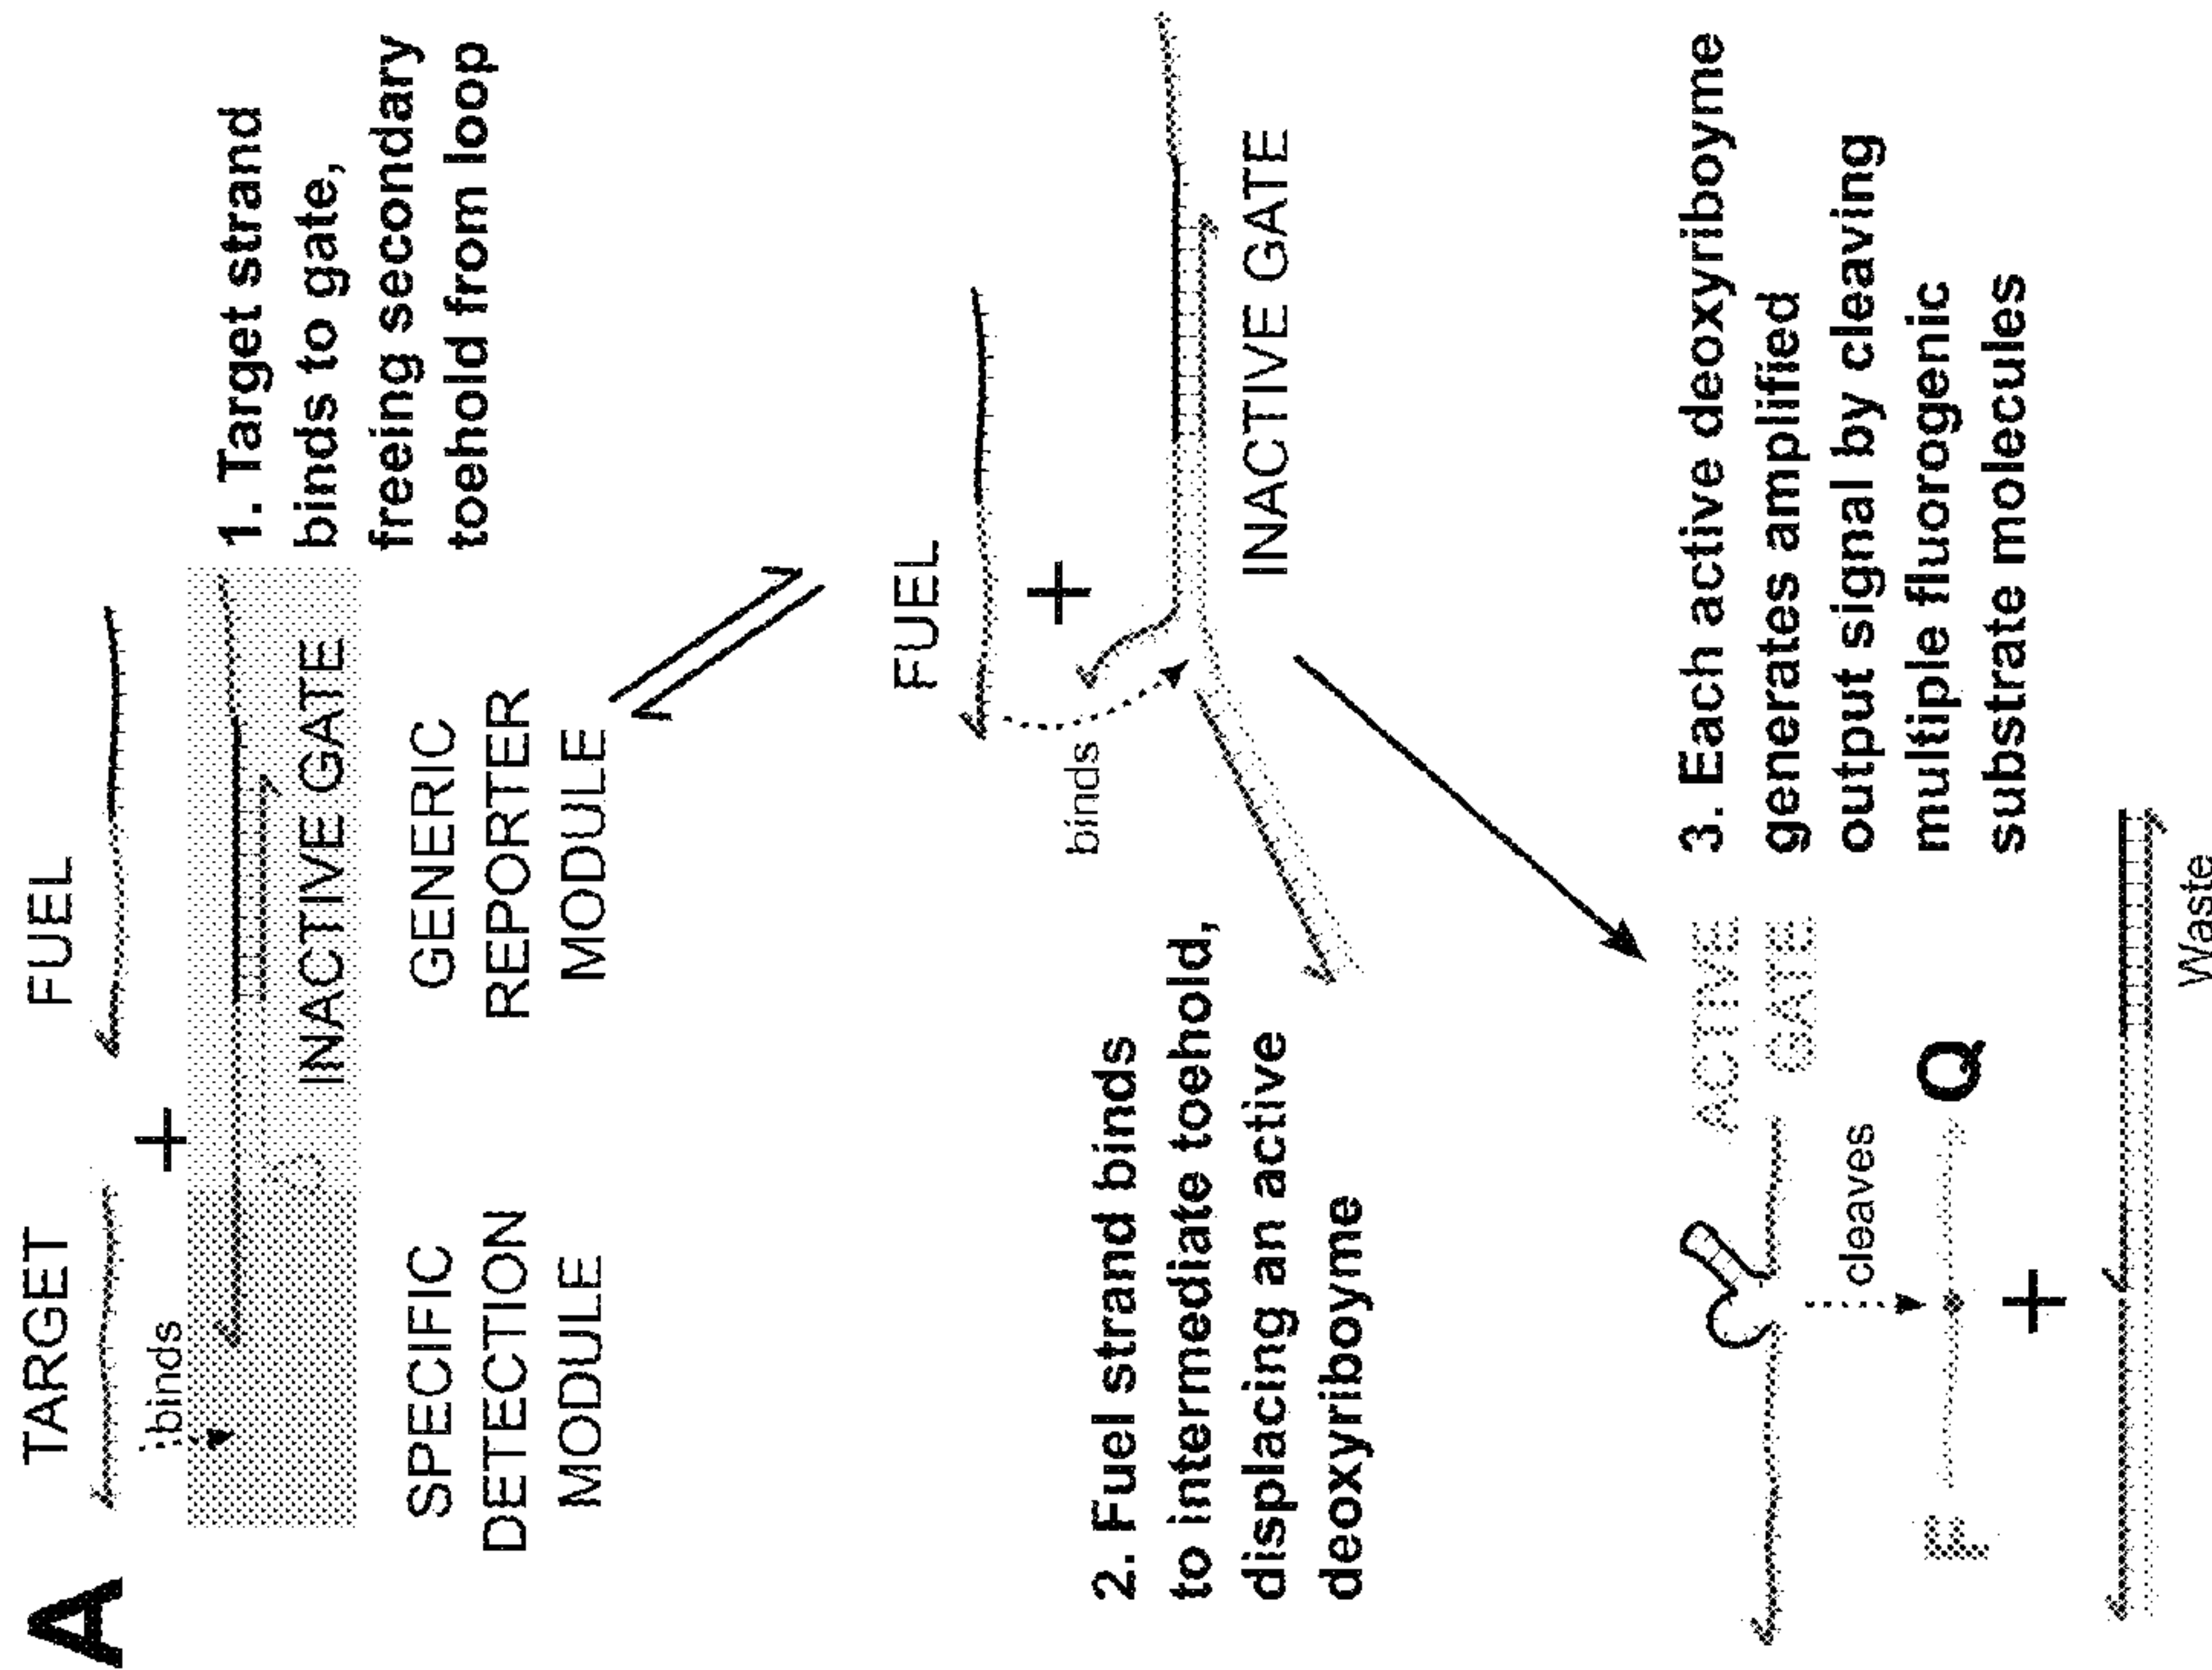 A
TARGET
FUEL
+
binds
INACTIVE GATE
SPECIFIC
DETECTION
MODULE
GENERIC
REPORTER
MODULE
1. Target strand
binds to gate,
freeing secondary
toehold from loop
FUEL
binds
+
INACTIVE GATE
2. Fuel strand binds
to intermediate toehold,
displacing an active
deoxyriboyme
ACTIVE
GATE
cleaves
F
Q
+
Waste
3. Each active deoxyriboyme
generates amplified
output signal by cleaving
multiple fluorogenic
substrate molecules